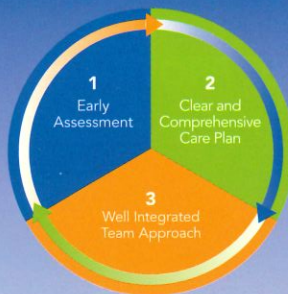 1
Early
Assessment
2
Clear and
Comprehensive
Care Plan
3
Well Integrated
Team Approach